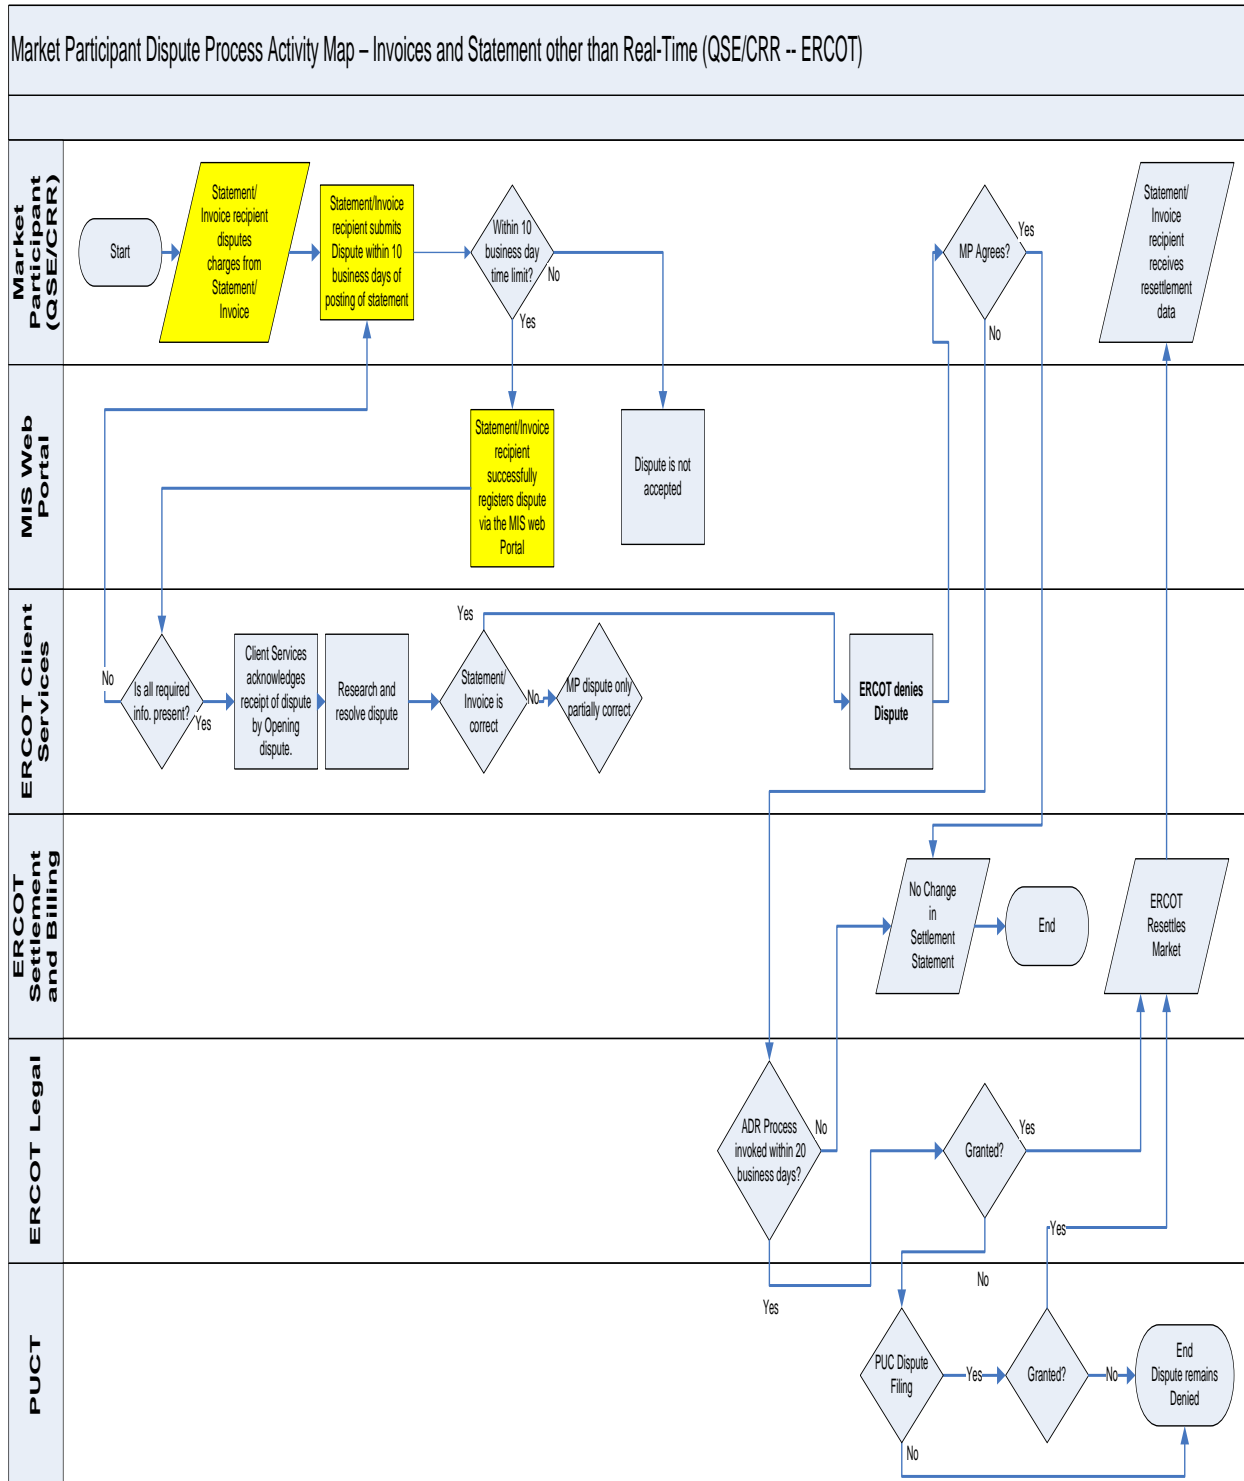 Market Participant Dispute Process Activity Map – Invoices and Statement other than Real-Time (QSE/CRR -- ERCOT)
Market
Participant
(QSE/CRR)
Start
Statement/
Invoice recipient
disputes
charges from
Statement/
Invoice
Statement/Invoice
recipient submits
Dispute within 10
business days of
posting of statement
Within 10
business day
time limit?
No
Yes
MP Agrees?
Yes
No
Statement/
Invoice
recipient
receives
resettlement
data
MIS Web
Portal
Statement/Invoice
recipient
successfully
registers dispute
via the MIS web
Portal
Dispute is not
accepted
ERCOT Client
Services
No
Is all required
info. present?
Yes
Client Services
acknowledges
receipt of dispute
by Opening
dispute.
Research and
resolve dispute
Yes
Statement/
Invoice is
correct
No
MP dispute only
partially correct
ERCOT denies
Dispute
ERCOT
Settlement
and Billing
No Change
in
Settlement
Statement
End
ERCOT
Resettles
Market
ERCOT Legal
ADR Process
invoked within 20
business days?
No
Yes
Granted?
Yes
No
Yes
PUCT
PUC Dispute
Filing
Yes
No
Granted?
No
End
Dispute remains
Denied